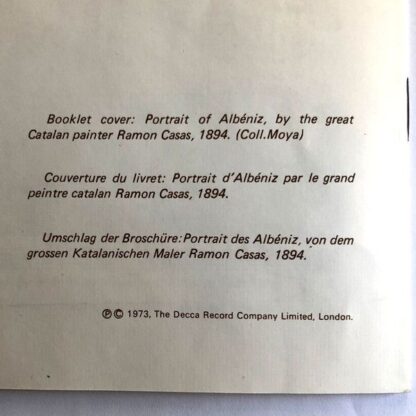 Booklet cover: Portrait of Albéniz, by the great
Catalan painter Ramon Casas, 1894. (Coll.Moya)
Couverture du livret: Portrait d'Albéniz par le grand
peintre catalan Ramon Casas, 1894.
Umschlag der Broschüre:Portrait des Albéniz, von dem
grossen Katalanischen Maler Ramon Casas, 1894.
℗© 1973, The Decca Record Company Limited, London.